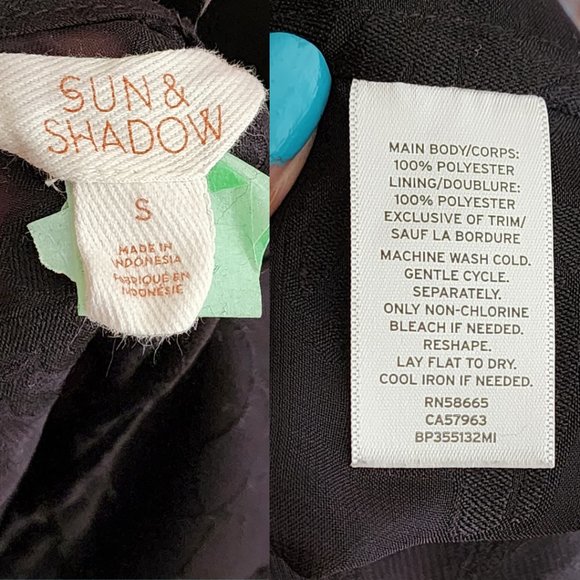 SUN &
SHADOW
S
MADE IN
INDONESIA
FABRIQUE EN
INDONÉSIE
MAIN BODY/CORPS:
100% POLYESTER
LINING/DOUBLURE:
100% POLYESTER
EXCLUSIVE OF TRIM/
SAUF LA BORDURE
MACHINE WASH COLD.
GENTLE CYCLE.
SEPARATELY.
ONLY NON-CHLORINE
BLEACH IF NEEDED.
RESHAPE.
LAY FLAT TO DRY.
COOL IRON IF NEEDED.
RN58665
CA57963
BP355132MI